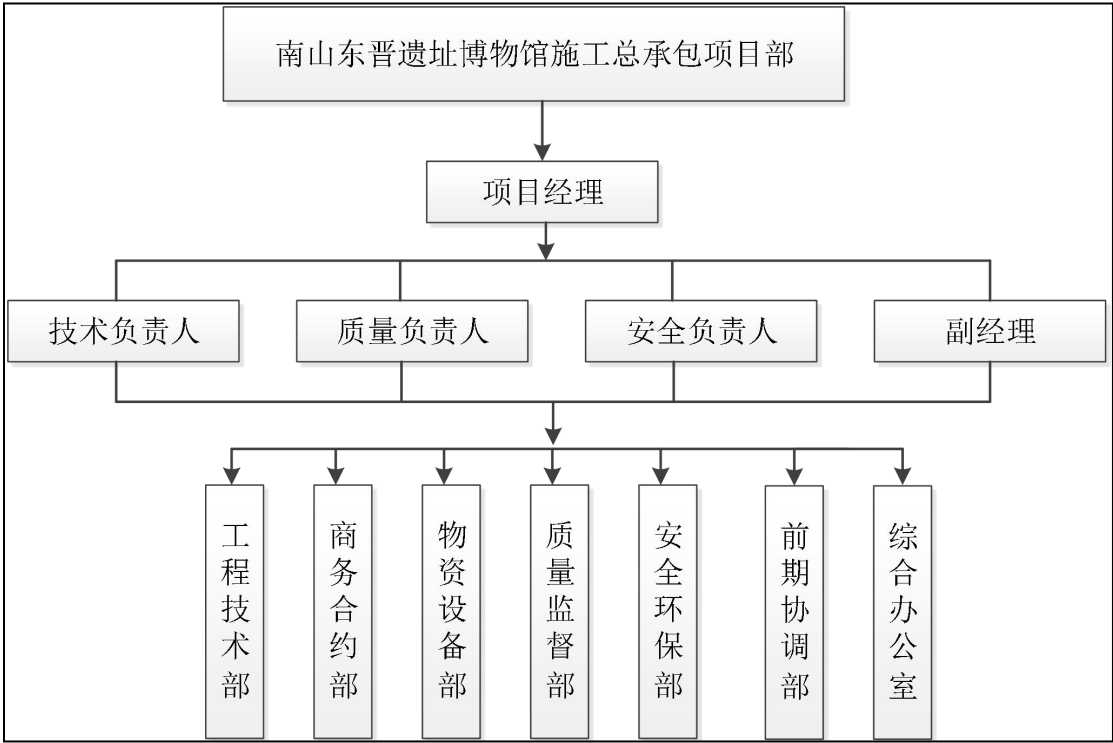 南山东晋遗址博物馆施工总承包项目部
项目经理
技术负责人
质量负责人
安全负责人
副经理
工程技术部
商务合约部
物资设备部
质量监督部
安全环保部
前期协调部
综合办公室